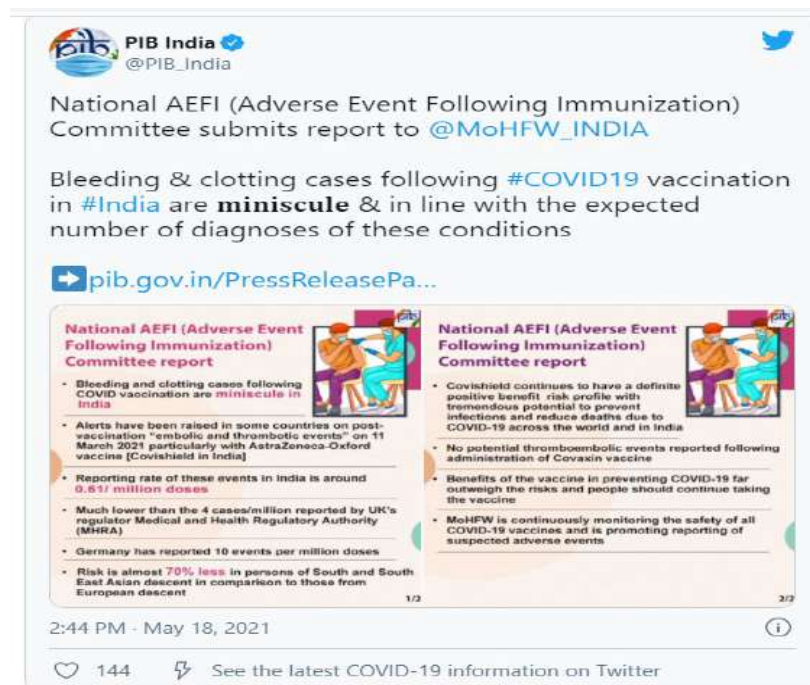 pib
PIB India
@PIB_India
National AEFI (Adverse Event Following Immunization)
Committee submits report to @MoHFW_INDIA
Bleeding & clotting cases following #COVID19 vaccination
in #India are miniscule & in line with the expected
number of diagnoses of these conditions
pib.gov.in/PressReleasePa...
pib
National AEFI (Adverse Event
Following Immunization)
Committee report
• Bleeding and clotting cases following
COVID vaccination are miniscule in
India
• Alerts have been raised in some countries on post-
vaccination "embolic and thrombotic events" on 11
March 2021 particularly with AstraZeneca-Oxford
vaccine [Covishield in India]
• Reporting rate of these events in India is around
0.61/ million doses
• Much lower than the 4 cases/million reported by UK's
regulator Medical and Health Regulatory Authority
(MHRA)
• Germany has reported 10 events per million doses
• Risk is almost 70% less in persons of South and South
East Asian descent in comparison to those from
European descent
1/2
pib
National AEFI (Adverse Event
Following Immunization)
Committee report
• Covishield continues to have a definite
positive benefit risk profile with
tremendous potential to prevent
infections and reduce deaths due to
COVID-19 across the world and in India
• No potential thromboembolic events reported following
administration of Covaxin vaccine
• Benefits of the vaccine in preventing COVID-19 far
outweigh the risks and people should continue taking
the vaccine
• MoHFW is continuously monitoring the safety of all
COVID-19 vaccines and is promoting reporting of
suspected adverse events
2/2
2:44 PM · May 18, 2021
144 See the latest COVID-19 information on Twitter